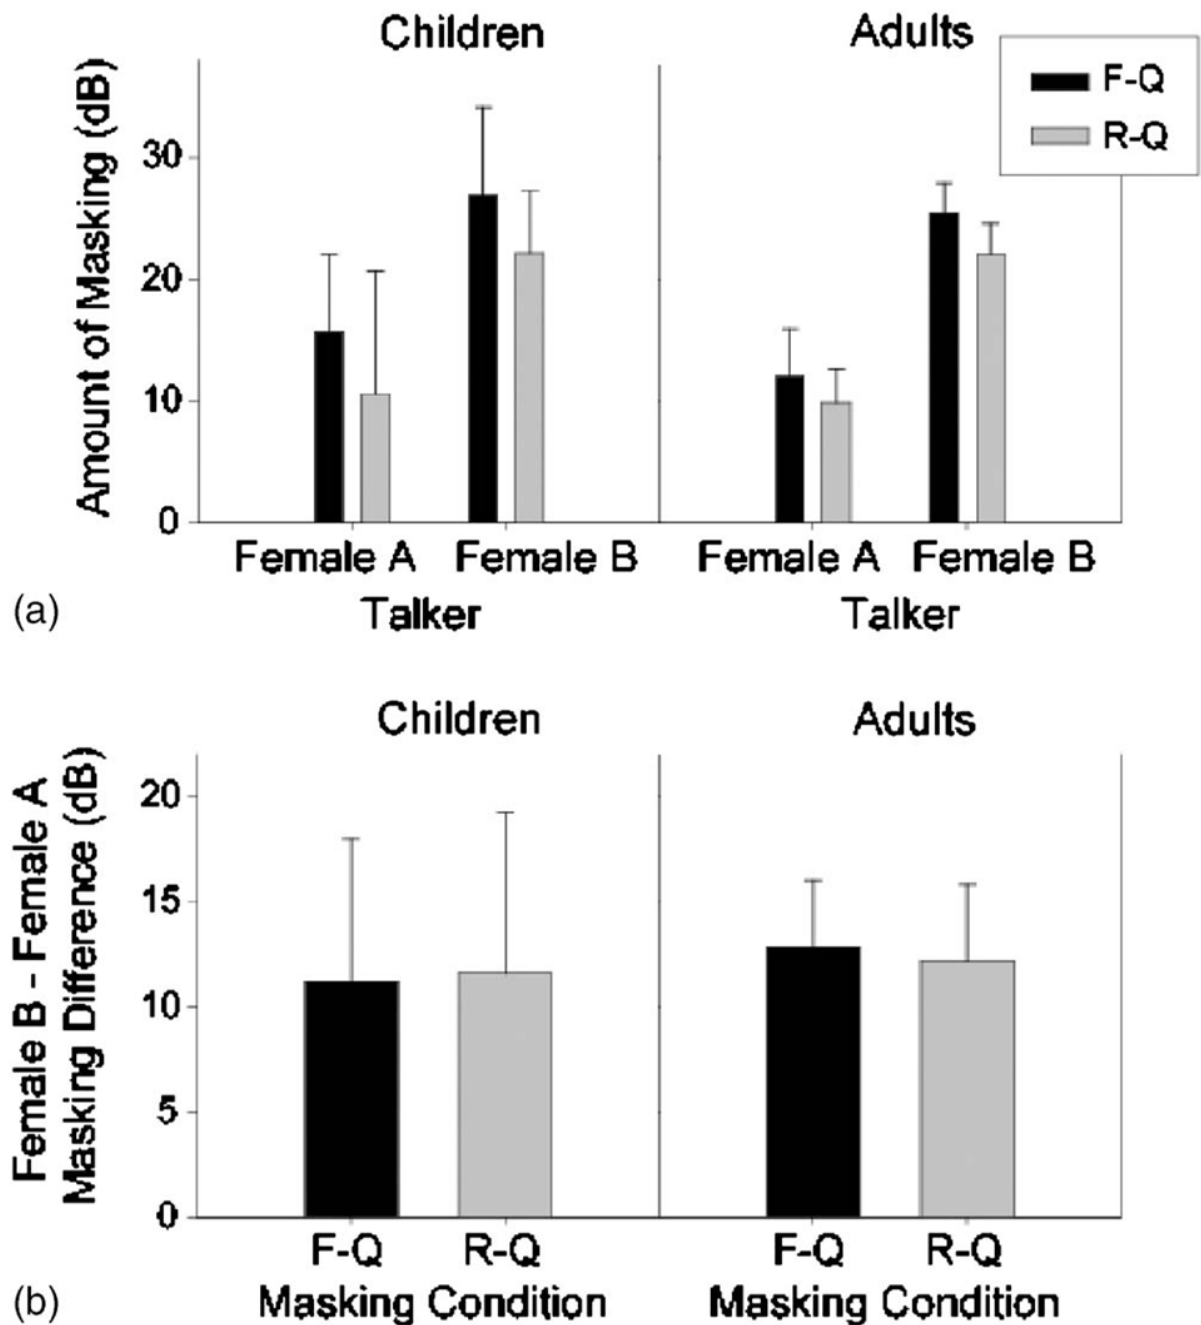 Children Adults
F-Q
R-Q
Amount of Masking (dB)
30
20
10
0
Female A Female B Female A Female B
(a) Talker Talker
Children Adults
Female B - Female A
Masking Difference (dB)
20
15
10
5
0
F-Q R-Q F-Q R-Q
(b) Masking Condition Masking Condition